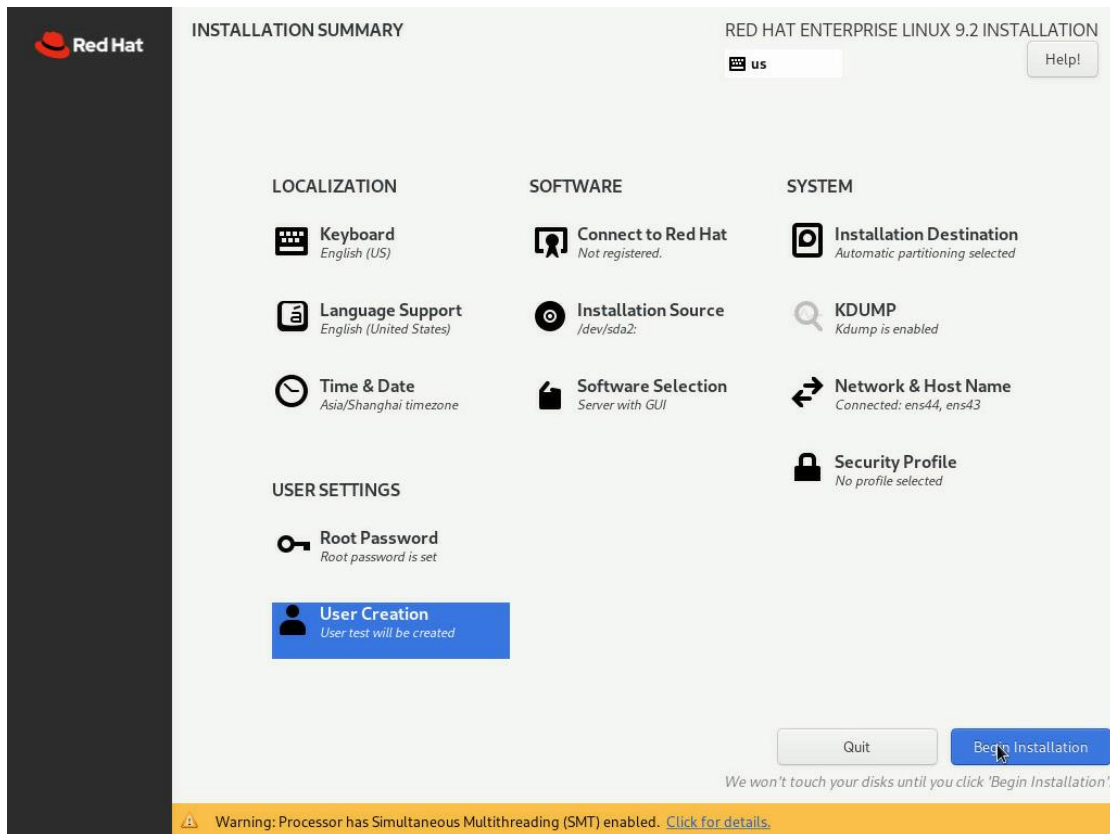 Red Hat
INSTALLATION SUMMARY
RED HAT ENTERPRISE LINUX 9.2 INSTALLATION
us
Help!
LOCALIZATION
Keyboard
English (US)
Language Support
English (United States)
Time & Date
Asia/Shanghai timezone
SOFTWARE
Connect to Red Hat
Not registered.
Installation Source
/dev/sda2:
Software Selection
Server with GUI
SYSTEM
Installation Destination
Automatic partitioning selected
KDUMP
Kdump is enabled
Network & Host Name
Connected: ens44, ens43
Security Profile
No profile selected
USER SETTINGS
Root Password
Root password is set
User Creation
User test will be created
Quit
Begin Installation
We won't touch your disks until you click 'Begin Installation'.
Warning: Processor has Simultaneous Multithreading (SMT) enabled. Click for details.